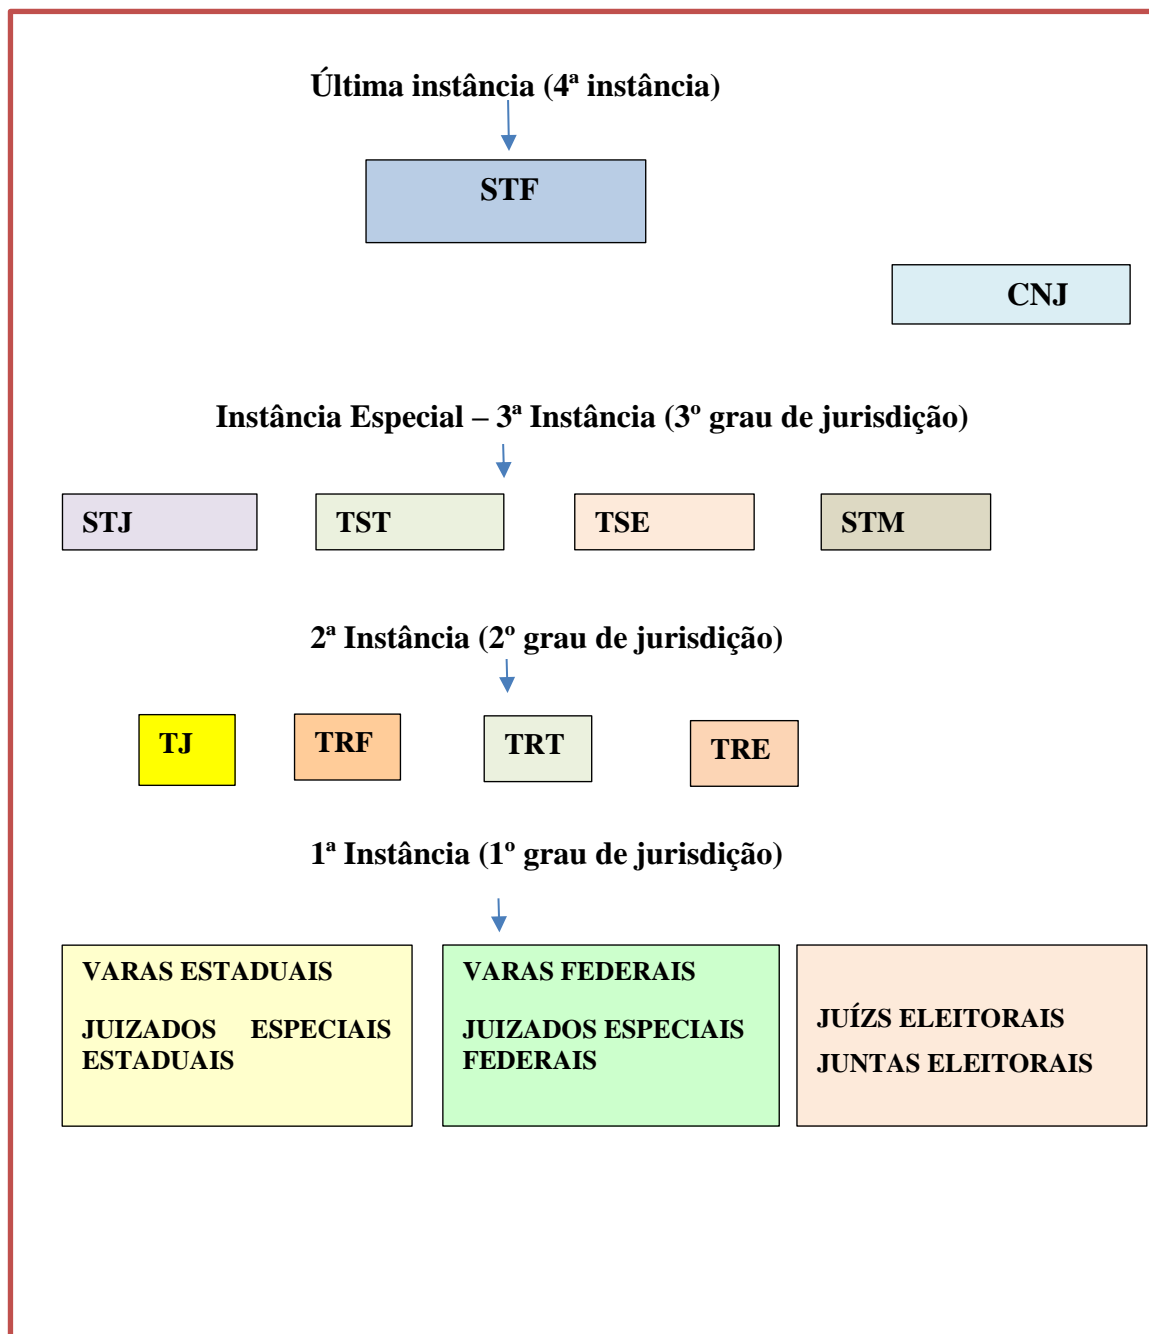 Última instância (4ª instância)
STF
CNJ
Instância Especial – 3ª Instância (3º grau de jurisdição)
STJ
TST
TSE
STM
2ª Instância (2º grau de jurisdição)
TJ
TRF
TRT
TRE
1ª Instância (1º grau de jurisdição)
VARAS ESTADUAIS
JUIZADOS ESPECIAIS
ESTADUAIS
VARAS FEDERAIS
JUIZADOS ESPECIAIS
FEDERAIS
JUÍZS ELEITORAIS
JUNTAS ELEITORAIS